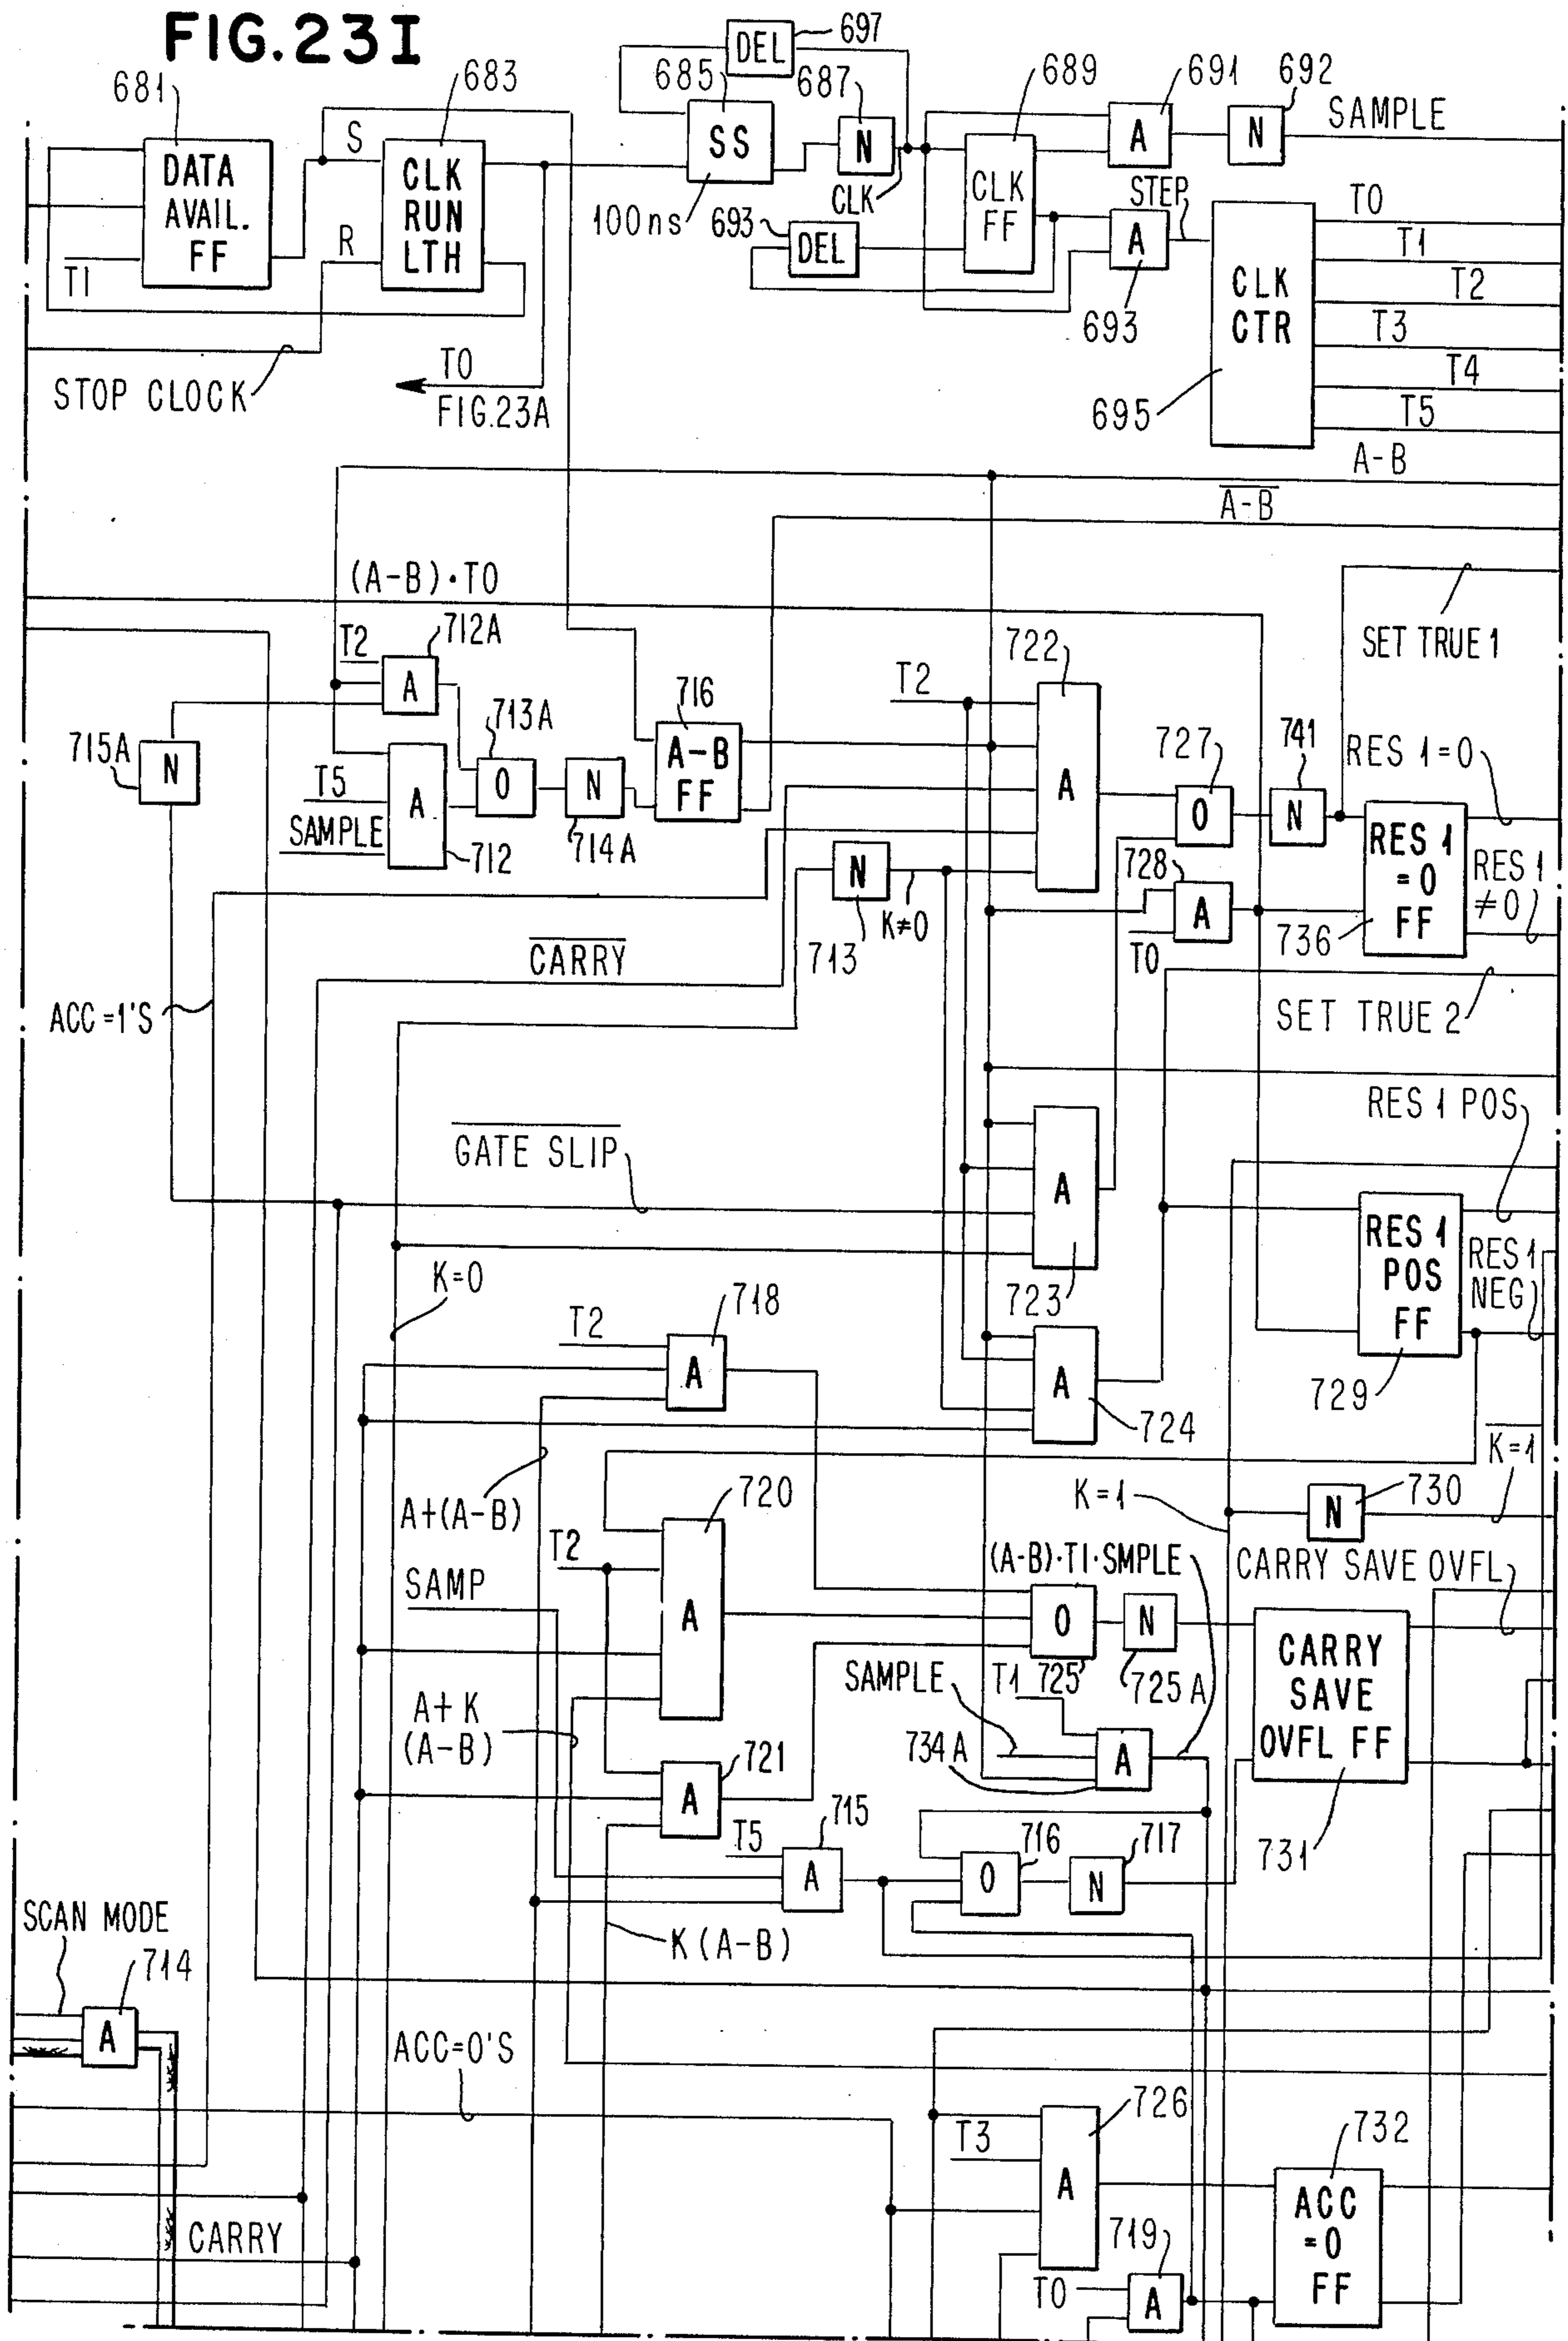 FIG.23I
681
683
685
DEL
697
687
689
691
692
SAMPLE
DATA
AVAIL.
FF
S
R
CLK
RUN
LTH
SS
100ns
N
CLK
CLK
FF
A
N
T1
693
DEL
STEP
A
693
CLK
CTR
695
T0
T1
T2
T3
T4
T5
STOP CLOCK
T0
FIG.23A
A-B
A-B
(A-B)·T0
SET TRUE 1
T2
712A
A
715A
N
713A
O
T5
SAMPLE
A
712
N
714A
716
A-B
FF
T2
722
A
727
O
741
N
RES 1=0
RES 1
=0
FF
RES 1
≠0
736
728
A
T0
N
713
K≠0
CARRY
ACC=1'S
SET TRUE 2
GATE SLIP
A
723
RES 1 POS
RES 1
POS
FF
RES 1
NEG
729
K=0
T2
718
A
A
724
A+(A-B)
720
T2
SAMP
A
K=1
N
730
K=1
(A-B)·T1·SMPLE
CARRY SAVE OVFL
O
725
N
725A
CARRY
SAVE
OVFL FF
731
A+K
(A-B)
SAMPLE
T1
734A
A
A
721
T5
715
A
716
O
717
N
K(A-B)
SCAN MODE
714
A
ACC=0'S
T3
726
A
732
ACC
=0
FF
CARRY
719
T0
A